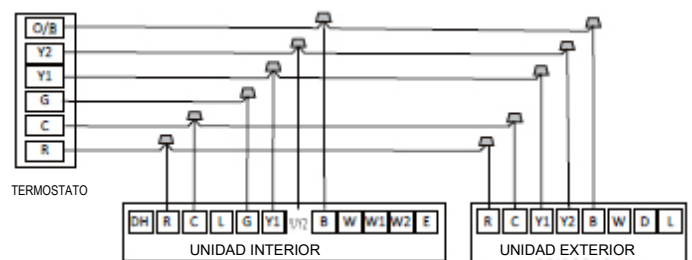 O/B
Y2
Y1
G
C
R
TERMOSTATO
DH R C L G Y1 Y/Y2 B W W1 W2 E
UNIDAD INTERIOR
R C Y1 Y2 B W D L
UNIDAD EXTERIOR